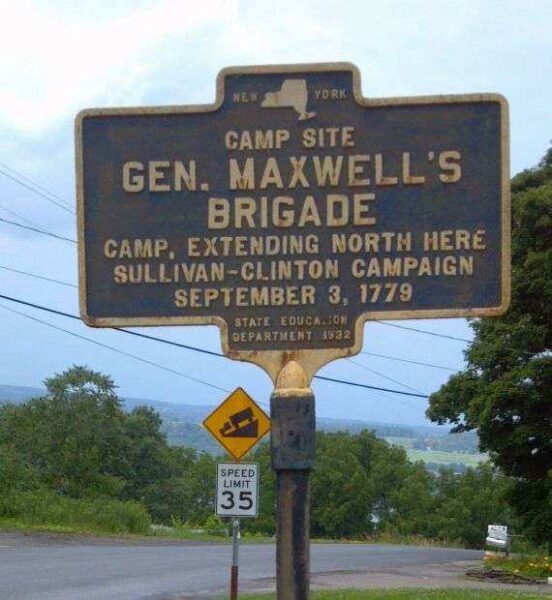 NEW YORK
CAMP SITE
GEN. MAXWELL'S
BRIGADE
CAMP, EXTENDING NORTH HERE
SULLIVAN-CLINTON CAMPAIGN
SEPTEMBER 3, 1779
STATE EDUCATION
DEPARTMENT 1932
SPEED
LIMIT
35